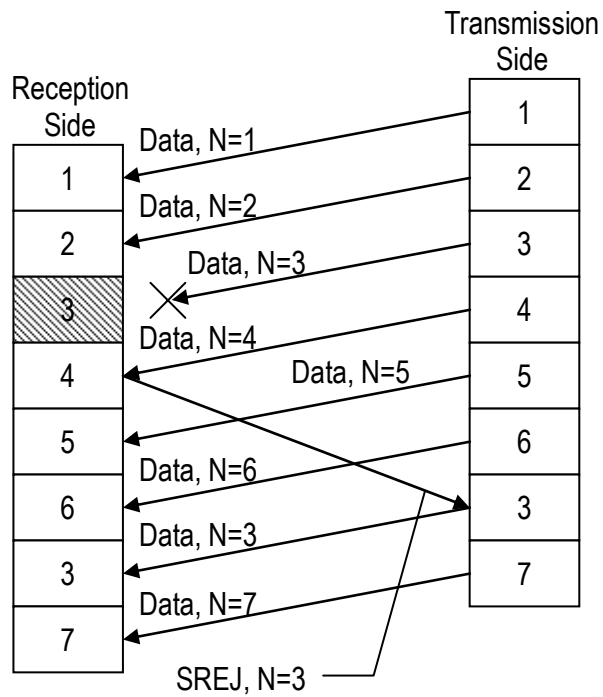 Transmission
Side
Reception
Side
1
Data, N=1
1
2
Data, N=2
2
3
Data, N=3
3
4
Data, N=4
4
5
Data, N=5
5
6
Data, N=6
6
3
Data, N=3
3
7
Data, N=7
7
SREJ, N=3